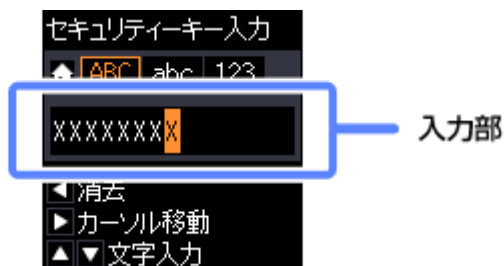 セキュリティーキー入力
ABC abc 123
XXXXXXXX
入力部
消去
カーソル移動
文字入力